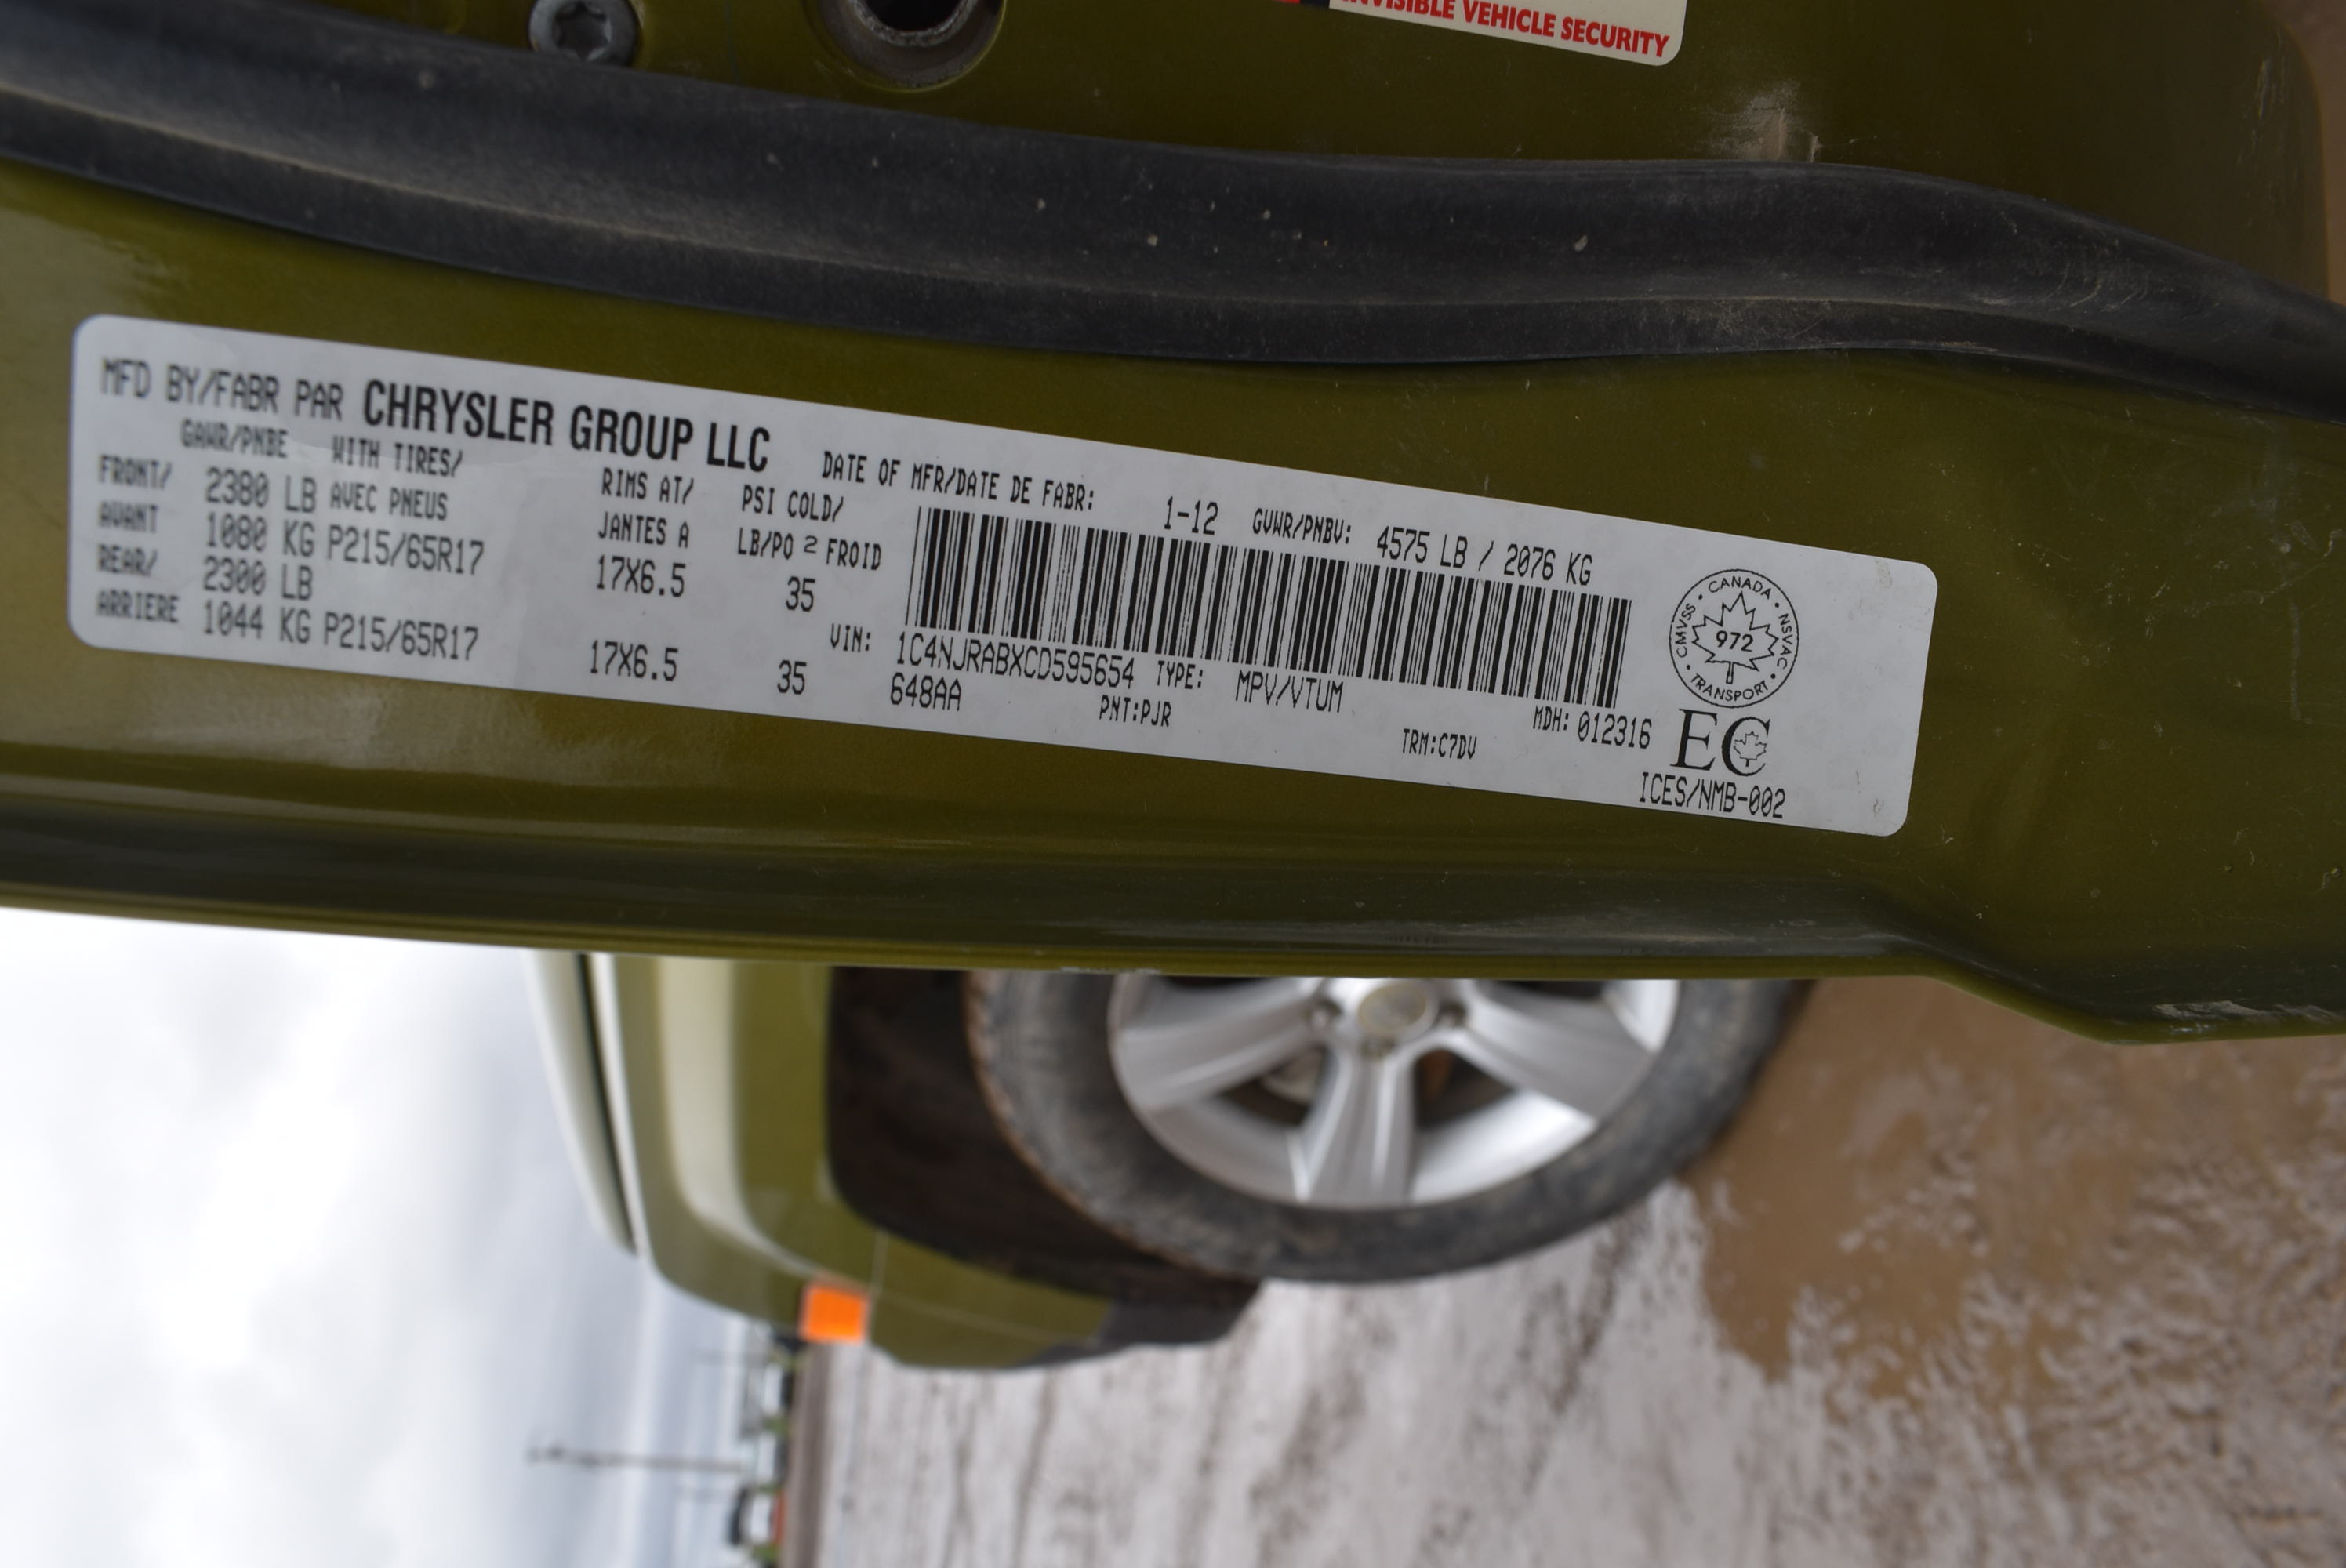 INVISIBLE VEHICLE SECURITY
MFD BY/FABR PAR CHRYSLER GROUP LLC DATE OF MFR/DATE DE FABR: 1-12 GVWR/PNBV: 4575 LB / 2076 KG
GAWR/PNBE WITH TIRES/ RIMS AT/ PSI COLD/
FRONT/ 2380 LB AVEC PNEUS JANTES A LB/PO 2 FROID
AVANT 1080 KG P215/65R17 17X6.5 35
REAR/ 2300 LB
ARRIERE 1044 KG P215/65R17 17X6.5 35
VIN: 1C4NJRABXCD595654 TYPE: MPV/VTUM MDH: 012316
648AA PNT:PJR TRM:C7DV
CANADA · NSVAC · TRANSPORT · CMVSS ·
972
EC
ICES/NMB-002